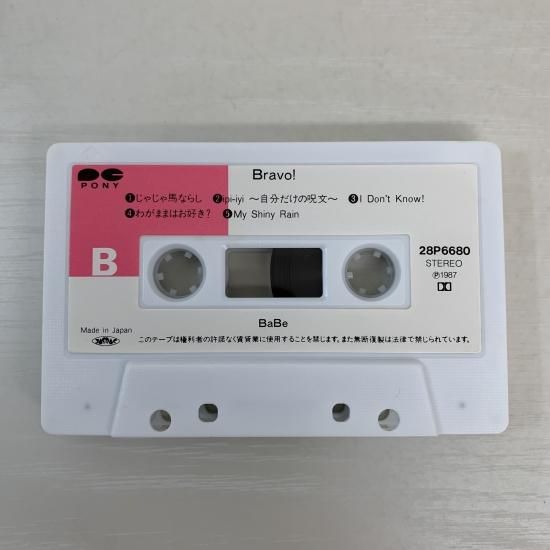 PONY
Bravo!
❶じゃじゃ馬ならし ❷ipi-iyi 〜自分だけの呪文〜 ❸I Don't Know!
❹わがままはお好き? ❺My Shiny Rain
B
28P6680
STEREO
℗1987
BaBe
Made in Japan
このテープは権利者の許諾なく賃貸業に使用することを禁じます。また無断複製は法律で禁じられています。